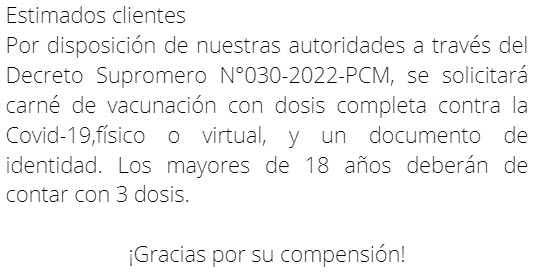 Estimados clientes
Por disposición de nuestras autoridades a través del
Decreto Supromero N°030-2022-PCM, se solicitará
carné de vacunación con dosis completa contra la
Covid-19,físico o virtual, y un documento de
identidad. Los mayores de 18 años deberán de
contar con 3 dosis.
¡Gracias por su compensión!